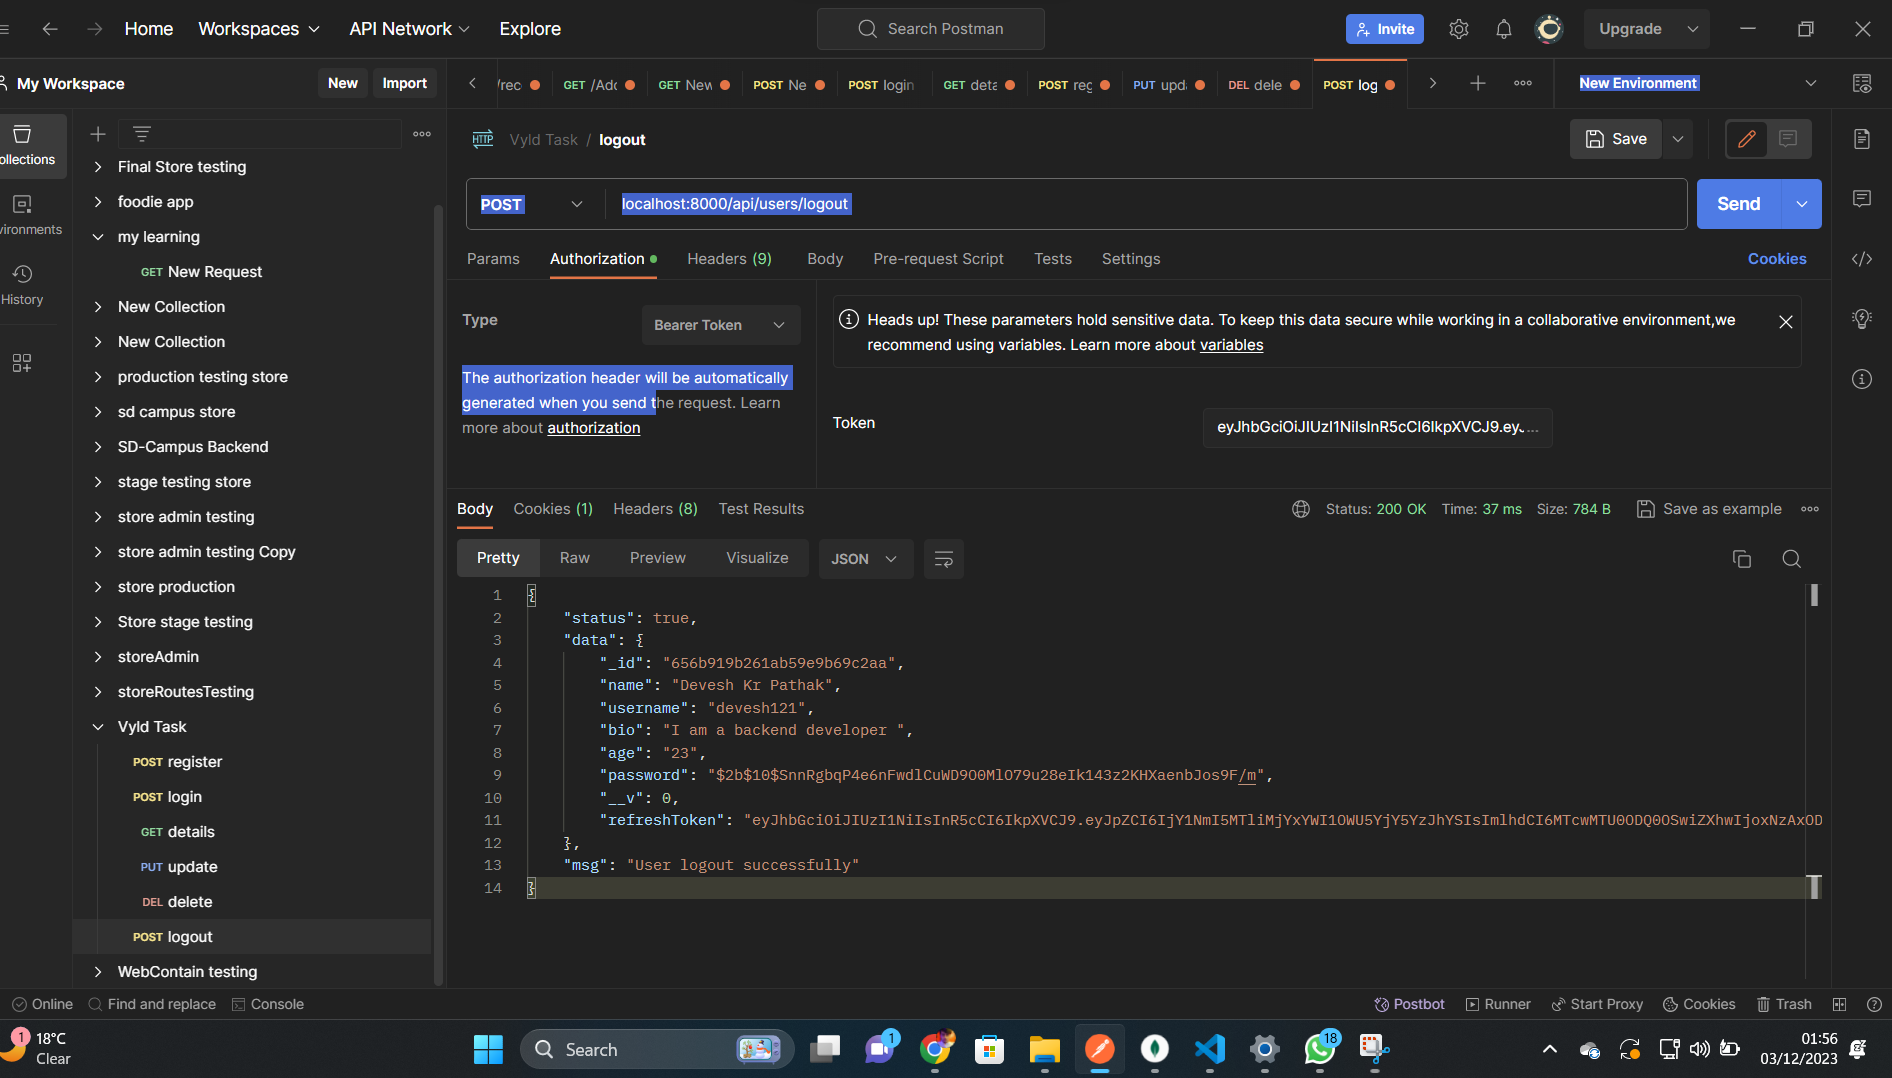 Home Workspaces API Network Explore Search Postman Invite Upgrade
My Workspace New Import
/rec GET /Adc GET New POST Ne POST login GET deta POST reg PUT upd DEL dele POST log New Environment
ollections
vironments
History
Final Store testing
foodie app
my learning
GET New Request
New Collection
New Collection
production testing store
sd campus store
SD-Campus Backend
stage testing store
store admin testing
store admin testing Copy
store production
Store stage testing
storeAdmin
storeRoutesTesting
Vyld Task
POST register
POST login
GET details
PUT update
DEL delete
POST logout
WebContain testing
HTTP Vyld Task / logout Save
POST localhost:8000/api/users/logout Send
Params Authorization Headers (9) Body Pre-request Script Tests Settings Cookies
Type Bearer Token
The authorization header will be automatically
generated when you send the request. Learn
more about authorization
Heads up! These parameters hold sensitive data. To keep this data secure while working in a collaborative environment,we
recommend using variables. Learn more about variables
Token eyJhbGciOiJIUzI1NiIsInR5cCI6IkpXVCJ9.ey...
Body Cookies (1) Headers (8) Test Results Status: 200 OK Time: 37 ms Size: 784 B Save as example
Pretty Raw Preview Visualize JSON
1 {
2 "status": true,
3 "data": {
4 "_id": "656b919b261ab59e9b69c2aa",
5 "name": "Devesh Kr Pathak",
6 "username": "devesh121",
7 "bio": "I am a backend developer ",
8 "age": "23",
9 "password": "$2b$10$SnnRgbqP4e6nFwdlCuWD9O0MlO79u28eIk143z2KHXaenbJos9F/m",
10 "__v": 0,
11 "refreshToken": "eyJhbGciOiJIUzI1NiIsInR5cCI6IkpXVCJ9.eyJpZCI6IjY1NmI5MTliMjYxYWI1OWU5YjY5YzJhYSIsImlhdCI6MTcwMTU0ODQ0OSwiZXhwIjoxNzAxOD
12 },
13 "msg": "User logout successfully"
14 }
Online Find and replace Console Postbot Runner Start Proxy Cookies Trash
1 18°C
Clear
Search 1 18
01:56
03/12/2023